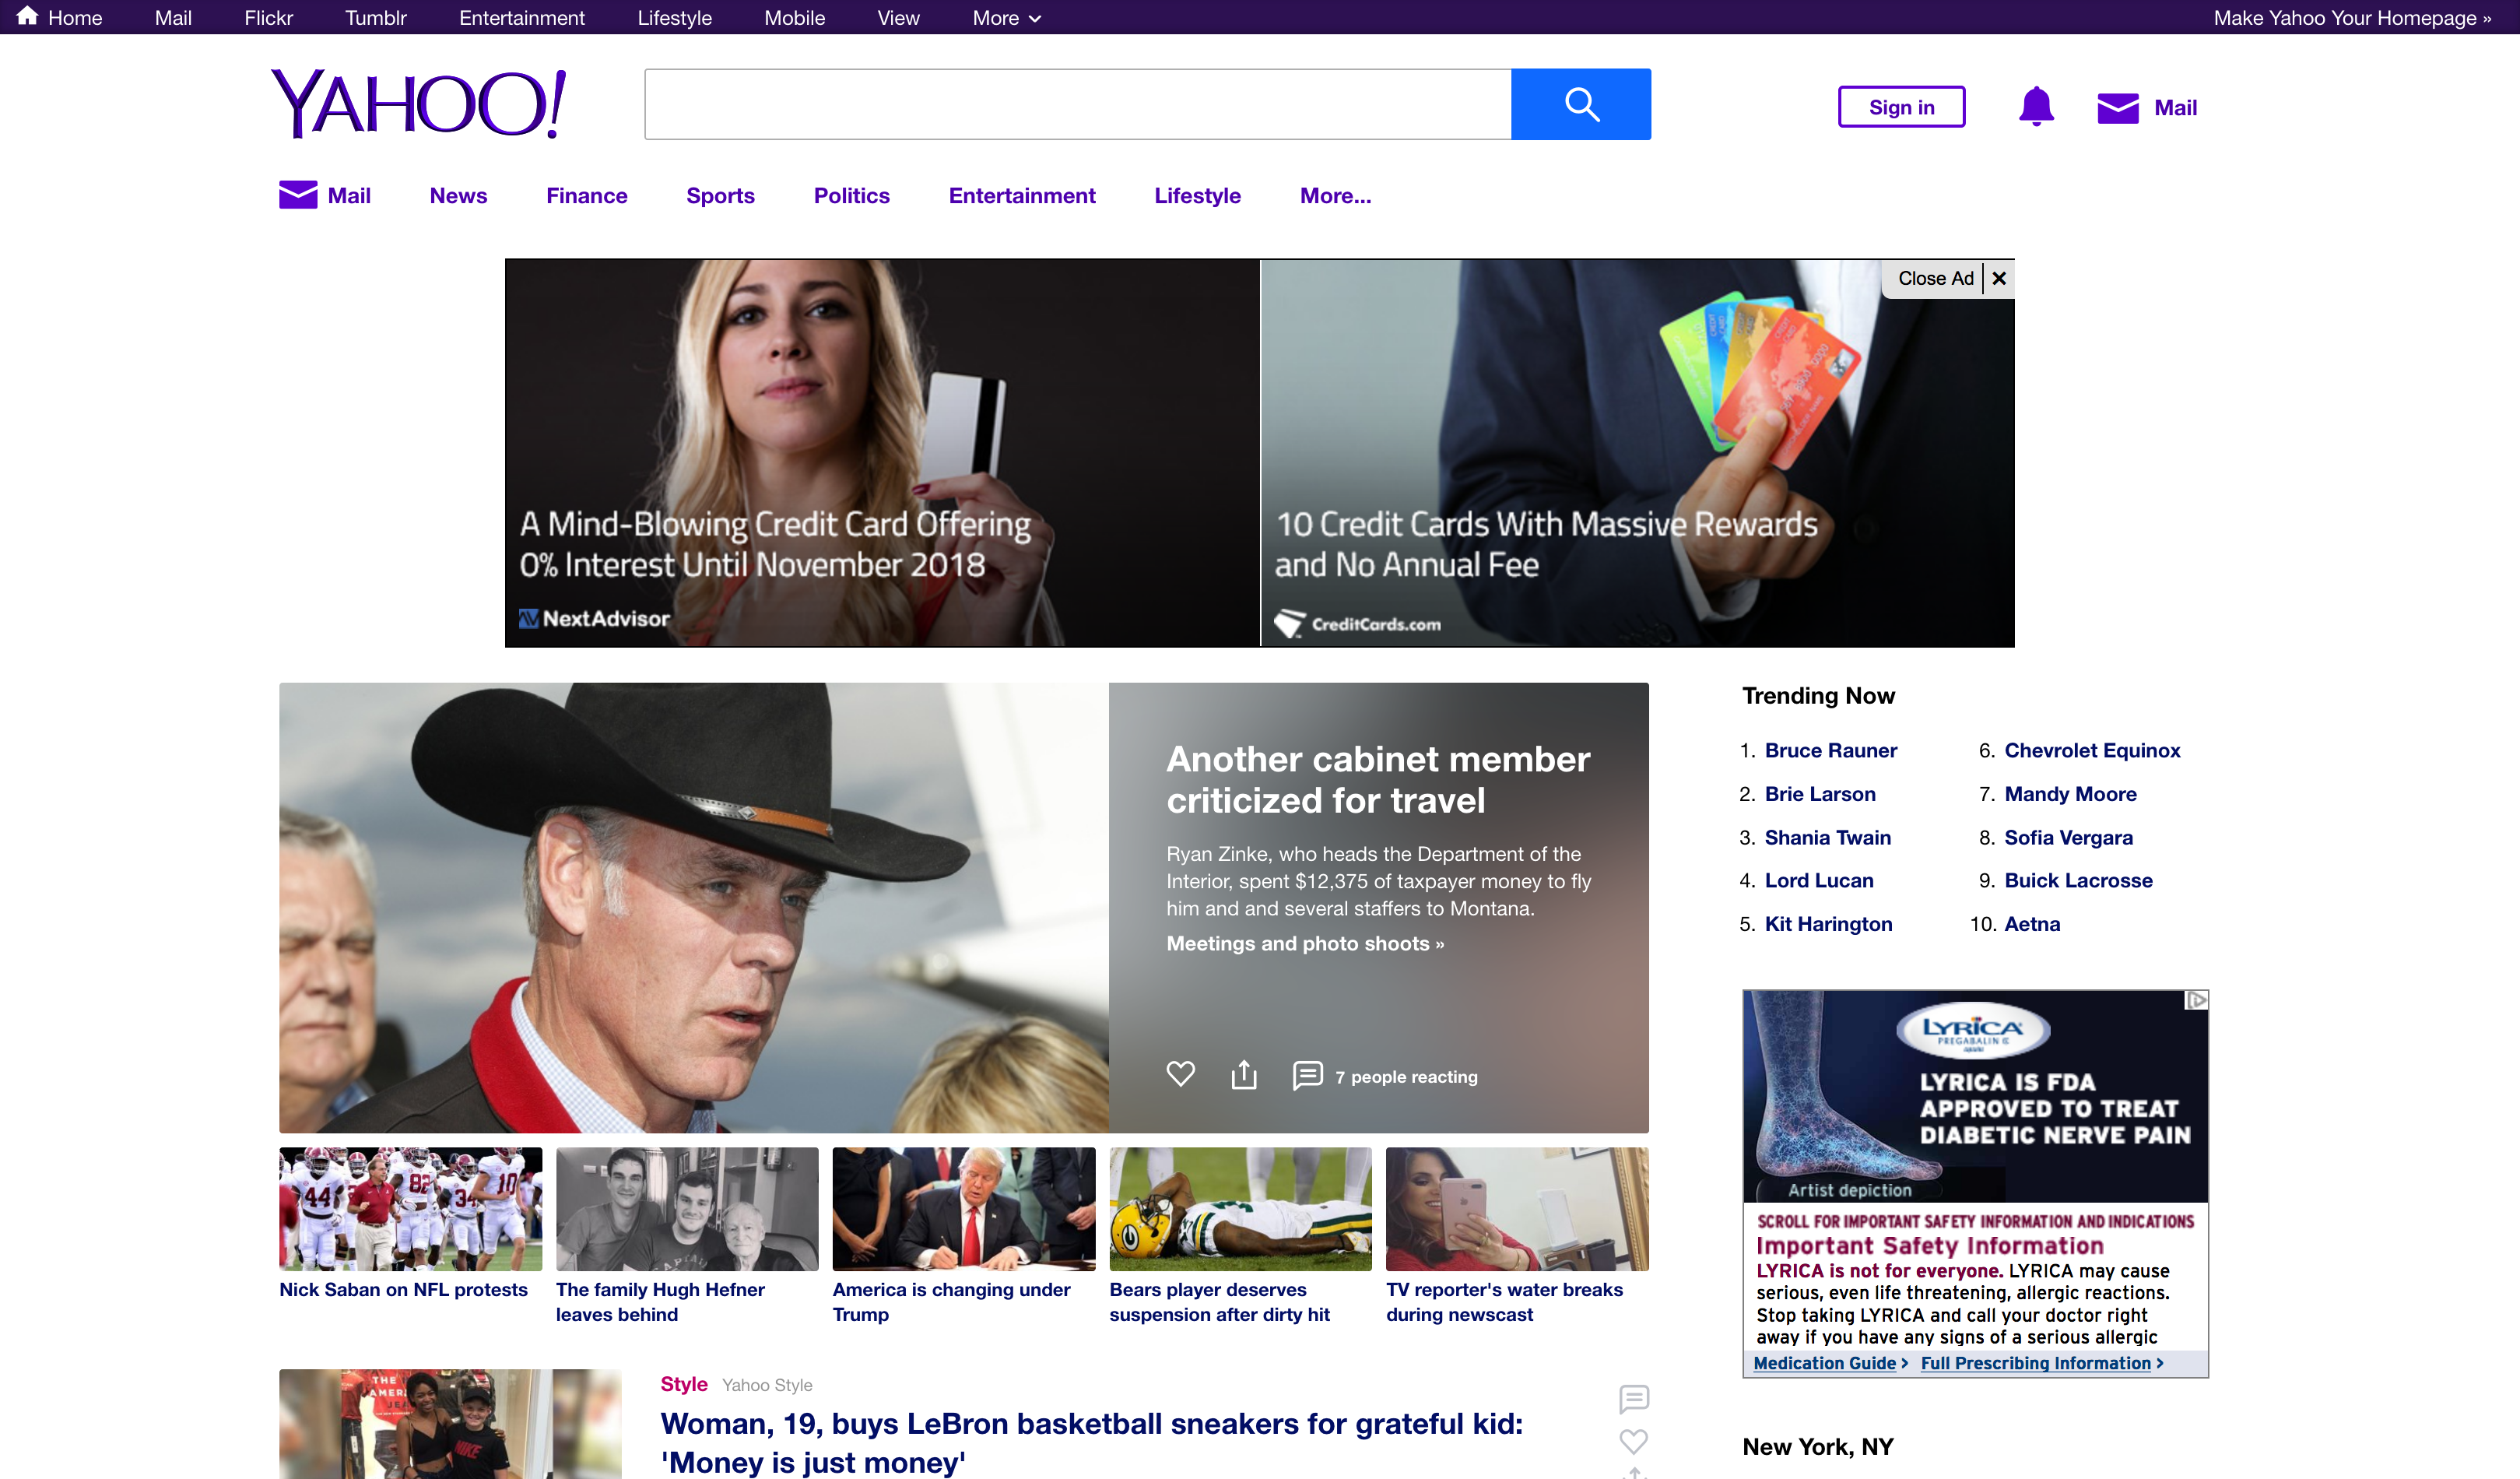 Home Mail Flickr Tumblr Entertainment Lifestyle Mobile View More Make Yahoo Your Homepage »
YAHOO!
Sign in
Mail
Mail News Finance Sports Politics Entertainment Lifestyle More...
Close Ad
A Mind-Blowing Credit Card Offering
0% Interest Until November 2018
NextAdvisor
10 Credit Cards With Massive Rewards
and No Annual Fee
CreditCards.com
Another cabinet member
criticized for travel
Ryan Zinke, who heads the Department of the
Interior, spent $12,375 of taxpayer money to fly
him and and several staffers to Montana.
Meetings and photo shoots »
7 people reacting
44
82
34
10
G
Nick Saban on NFL protests
The family Hugh Hefner
leaves behind
America is changing under
Trump
Bears player deserves
suspension after dirty hit
TV reporter's water breaks
during newscast
NIKE
Style Yahoo Style
Woman, 19, buys LeBron basketball sneakers for grateful kid:
'Money is just money'
Trending Now
1. Bruce Rauner
2. Brie Larson
3. Shania Twain
4. Lord Lucan
5. Kit Harington
6. Chevrolet Equinox
7. Mandy Moore
8. Sofia Vergara
9. Buick Lacrosse
10. Aetna
LYRICA
PREGABALIN
LYRICA IS FDA
APPROVED TO TREAT
DIABETIC NERVE PAIN
Artist depiction
SCROLL FOR IMPORTANT SAFETY INFORMATION AND INDICATIONS
Important Safety Information
LYRICA is not for everyone. LYRICA may cause
serious, even life threatening, allergic reactions.
Stop taking LYRICA and call your doctor right
away if you have any signs of a serious allergic
Medication Guide > Full Prescribing Information >
New York, NY